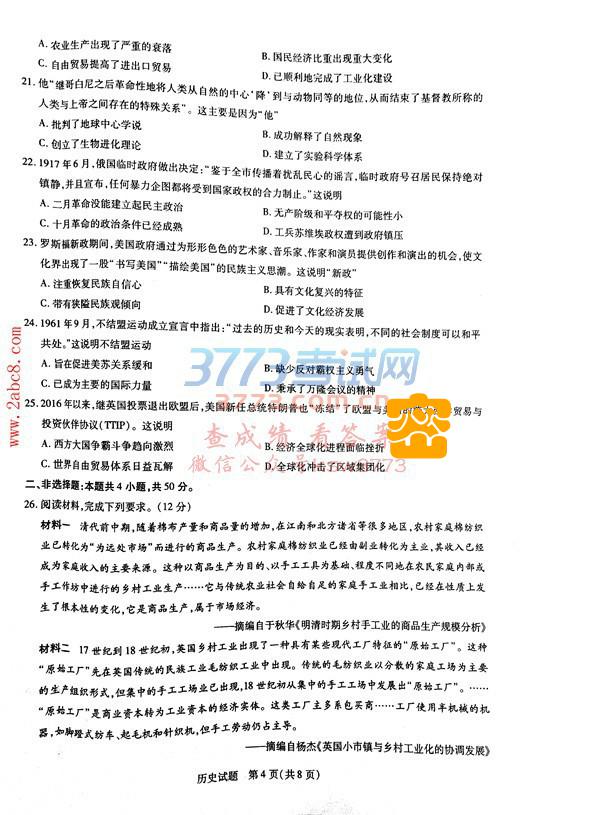 A. 农业生产出现了严重的衰落
B. 国民经济比重出现重大变化
C. 自由贸易提高了进出口贸易
D. 已顺利地完成了工业化建设
21. 他“继哥白尼之后革命性地将人类从自然的中心‘降’到与动物同等的地位,从而结束了基督教所称的
人类与上帝之间存在的特殊关系”。这主要是因为“他”
A. 批判了地球中心学说
B. 成功解释了自然现象
C. 创立了生物进化理论
D. 建立了实验科学体系
22. 1917年6月,俄国临时政府做出决定:“鉴于全市传播着扰乱民心的谣言,临时政府号召居民保持绝对
镇静,并且宣布,任何暴力企图都将受到国家政权的合力制止。”这说明
A. 二月革命没能建立起民主政治
B. 无产阶级和平夺权的可能性小
C. 十月革命的政治条件已经成熟
D. 工兵苏维埃政权遭到政府镇压
23. 罗斯福新政期间,美国政府通过为形形色色的艺术家、音乐家、作家和演员提供创作和演出的机会,使文
化界出现了一股“书写美国”“描绘美国”的民族主义思潮。这说明“新政”
A. 注重恢复民族自信心
B. 具有文化复兴的特征
C. 带有狭隘民族观倾向
D. 促进了文化经济发展
24. 1961年9月,不结盟运动成立宣言中指出:“过去的历史和今天的现实表明,不同的社会制度可以和平
共处。”这说明不结盟运动
A. 旨在促进美苏关系缓和
B. 缺少反对霸权主义勇气
C. 已成为主要的国际力量
D. 秉承了万隆会议的精神
25. 2016年以来,继英国投票退出欧盟后,美国新任总统特朗普也“冻结”了欧盟与美
贸易与
投资伙伴协议(TTIP)。这说明
A. 西方大国争霸斗争趋向激烈
B. 经济全球化进程面临挫折
C. 世界自由贸易体系日益瓦解
D. 全球化冲击了区域集团化
二、非选择题:本题共4小题,共50分。
26. 阅读材料,完成下列要求。(12分)
材料一 清代前中期,随着棉布产量和商品量的增加,在江南和北方诸省等很多地区,农村家庭棉纺织
业已转化为“为远处市场”而进行的商品生产。农村家庭棉纺织业已经由副业转化为主业,其收入已经
成为家庭收入的主要来源。这种以商品生产为目的、以手工工具为基础、程度不同地在农民家庭内部或
手工作坊中进行的乡村工业生产……它与传统农业社会自给自足的家庭手工业相比,已经在性质上发
生了根本性的变化,它是商品生产,属于市场经济。
——摘编自于秋华《明清时期乡村手工业的商品生产规模分析》
材料二 17世纪到18世纪初,英国乡村工业出现了一种具有某些现代工厂特征的“原始工厂”。这种
“原始工厂”先在英国传统的民族工业毛纺织工业中出现。传统的毛纺织业以分散的家庭工场为主要
的生产组织形式,但集中的手工工场业已出现,18世纪初从集中的手工工场中发展出“原始工厂”。……
“原始工厂”是商业资本转为工业资本的经济实体。这类工厂主多系包买商……工厂使用半机械的机
器,如脚蹬式纺车、起毛机和针织机,但手工劳动仍占主导。
——摘编自杨杰《英国小市镇与乡村工业化的协调发展》
历史试题 第4页(共8页)
www.2abc8.com
3773考试网
查成绩 看答案